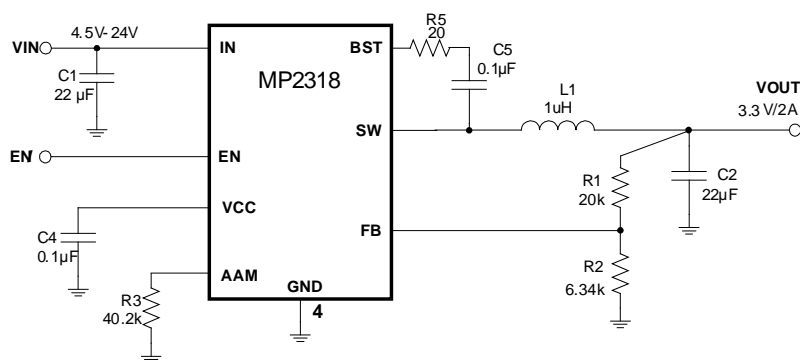 VIN
4.5V-24V
C1
22 µF
IN
BST
R5
20
C5
0.1µF
MP2318
L1
1uH
VOUT
3.3V/2A
SW
EN
EN
R1
20k
C2
22µF
VCC
FB
C4
0.1µF
R2
6.34k
AAM
R3
40.2k
GND
4